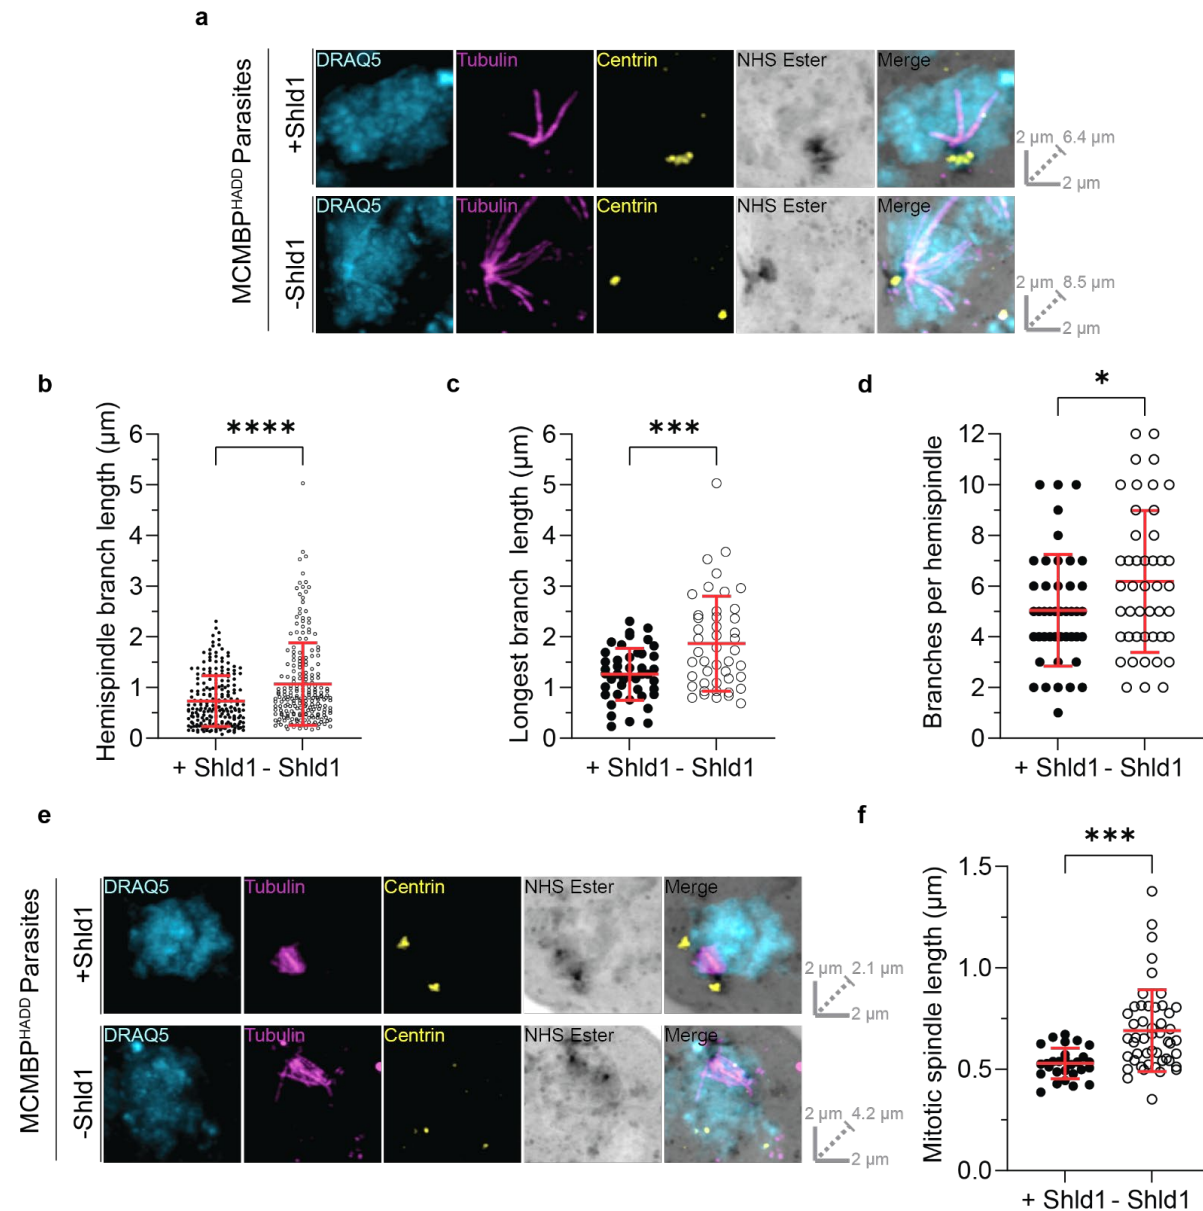 a
MCMBPHADD Parasites
+Shld1
DRAQ5 Tubulin Centrin NHS Ester Merge
2 µm 6.4 µm
2 µm
-Shld1
DRAQ5 Tubulin Centrin NHS Ester Merge
2 µm 8.5 µm
2 µm
b
Hemispindle branch length (µm)
****
6
5
4
3
2
1
0
+ Shld1 - Shld1
c
Longest branch length (µm)
***
6
5
4
3
2
1
0
+ Shld1 - Shld1
d
Branches per hemispindle
*
12
10
8
6
4
2
0
+ Shld1 - Shld1
e
MCMBPHADD Parasites
+Shld1
DRAQ5 Tubulin Centrin NHS Ester Merge
2 µm 2.1 µm
2 µm
-Shld1
DRAQ5 Tubulin Centrin NHS Ester Merge
2 µm 4.2 µm
2 µm
f
Mitotic spindle length (µm)
***
1.5
1.0
0.5
0.0
+ Shld1 - Shld1